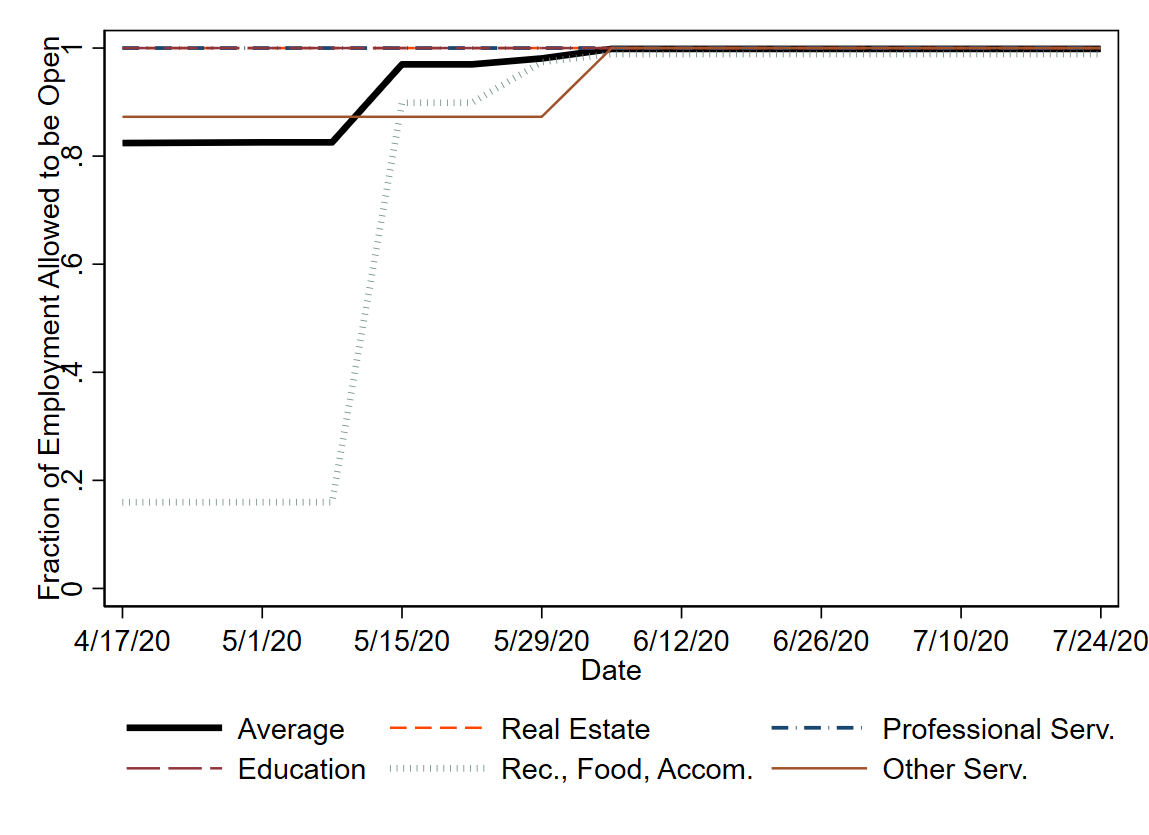 Fraction of Employment Allowed to be Open
1
.8
.6
.4
.2
0
4/17/20 5/1/20 5/15/20 5/29/20 6/12/20 6/26/20 7/10/20 7/24/20
Date
Average Real Estate Professional Serv.
Education Rec., Food, Accom. Other Serv.